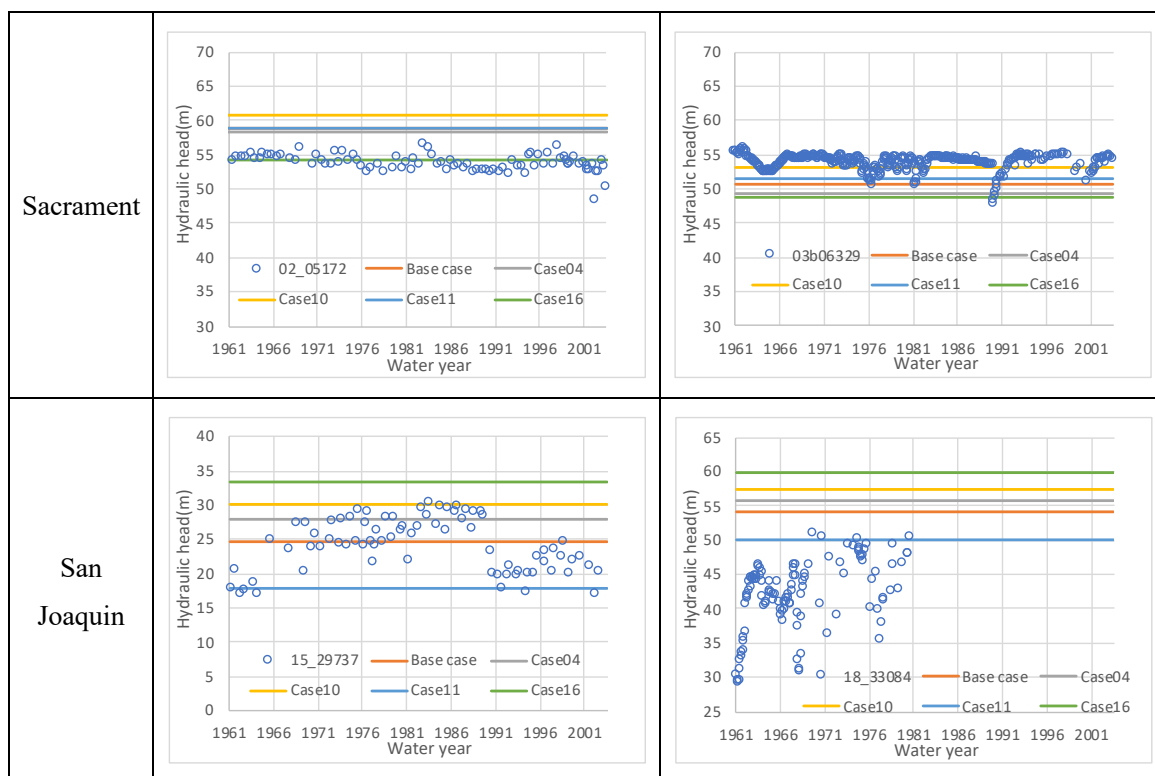 Sacrament
70
65
60
55
50
45
40
35
30
Hydraulic head(m)
02_05172 Base case Case04
Case10 Case11 Case16
1961 1966 1971 1976 1981 1986 1991 1996 2001
Water year
70
65
60
55
50
45
40
35
30
Hydraulic head(m)
03b06329 Base case Case04
Case10 Case11 Case16
1961 1966 1971 1976 1981 1986 1991 1996 2001
Water year
San
Joaquin
40
35
30
25
20
15
10
5
0
Hydraulic head(m)
15_29737 Base case Case04
Case10 Case11 Case16
1961 1966 1971 1976 1981 1986 1991 1996 2001
Water year
65
60
55
50
45
40
35
30
25
Hydraulic head(m)
18_33084 Base case Case04
Case10 Case11 Case16
1961 1966 1971 1976 1981 1986 1991 1996 2001
Water year